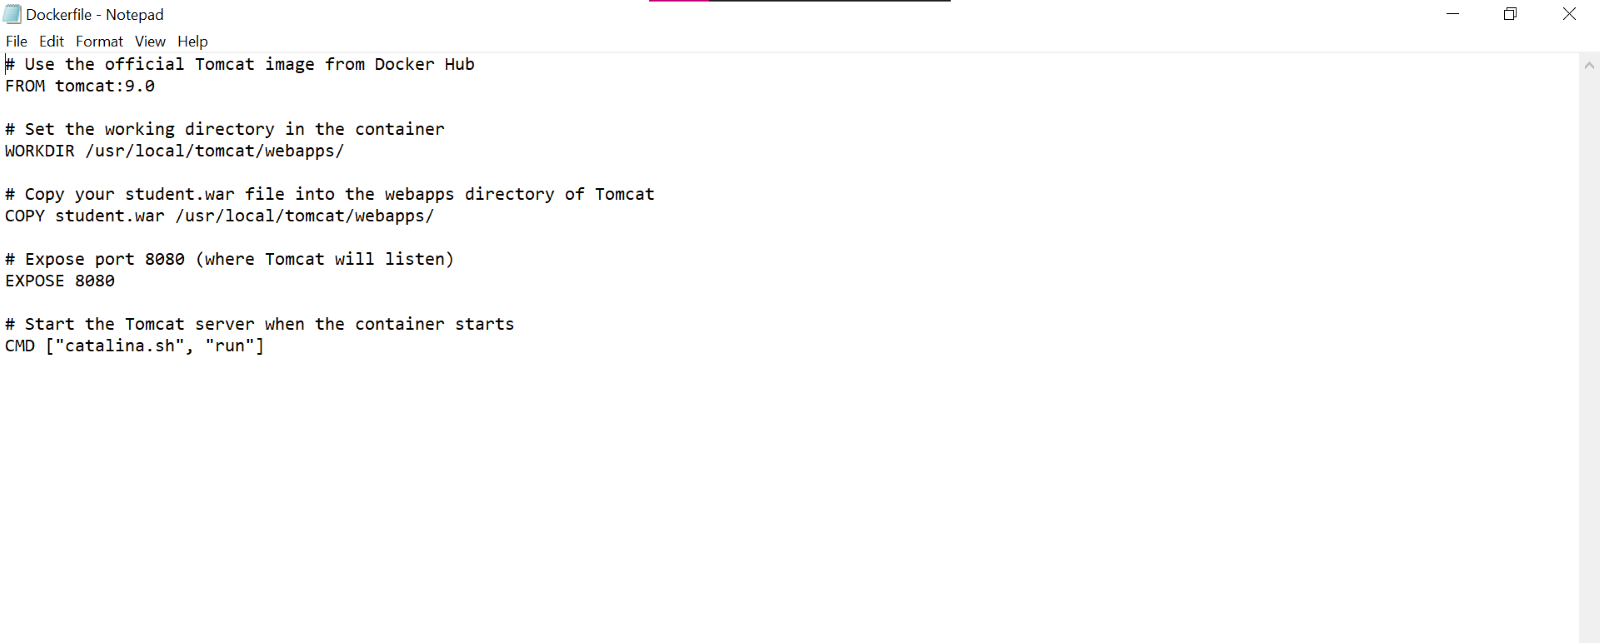 Dockerfile - Notepad
File Edit Format View Help
# Use the official Tomcat image from Docker Hub
FROM tomcat:9.0
# Set the working directory in the container
WORKDIR /usr/local/tomcat/webapps/
# Copy your student.war file into the webapps directory of Tomcat
COPY student.war /usr/local/tomcat/webapps/
# Expose port 8080 (where Tomcat will listen)
EXPOSE 8080
# Start the Tomcat server when the container starts
CMD ["catalina.sh", "run"]